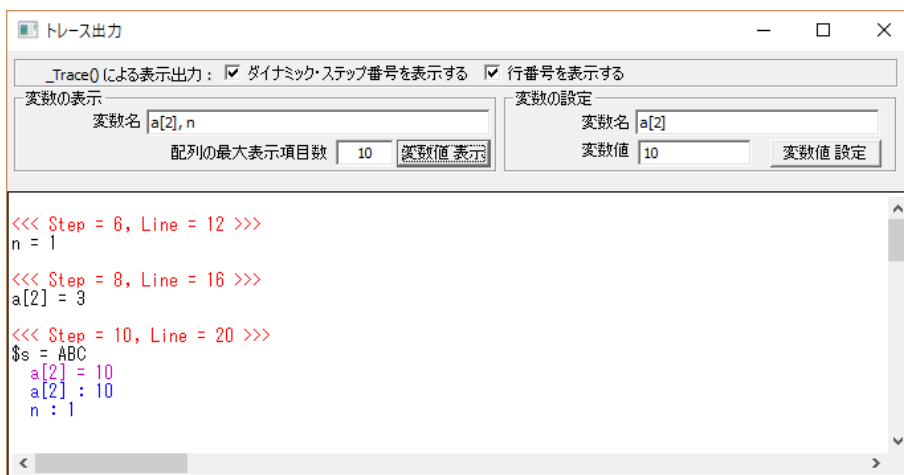 トレース出力
_Trace() による表示出力： ダイナミック・ステップ番号を表示する 行番号を表示する
変数の表示
変数名 a[2], n
配列の最大表示項目数 10 変数値 表示
変数の設定
変数名 a[2]
変数値 10 変数値 設定
<<< Step = 6, Line = 12 >>>
n = 1
<<< Step = 8, Line = 16 >>>
a[2] = 3
<<< Step = 10, Line = 20 >>>
$s = ABC
a[2] = 10
a[2] : 10
n : 1